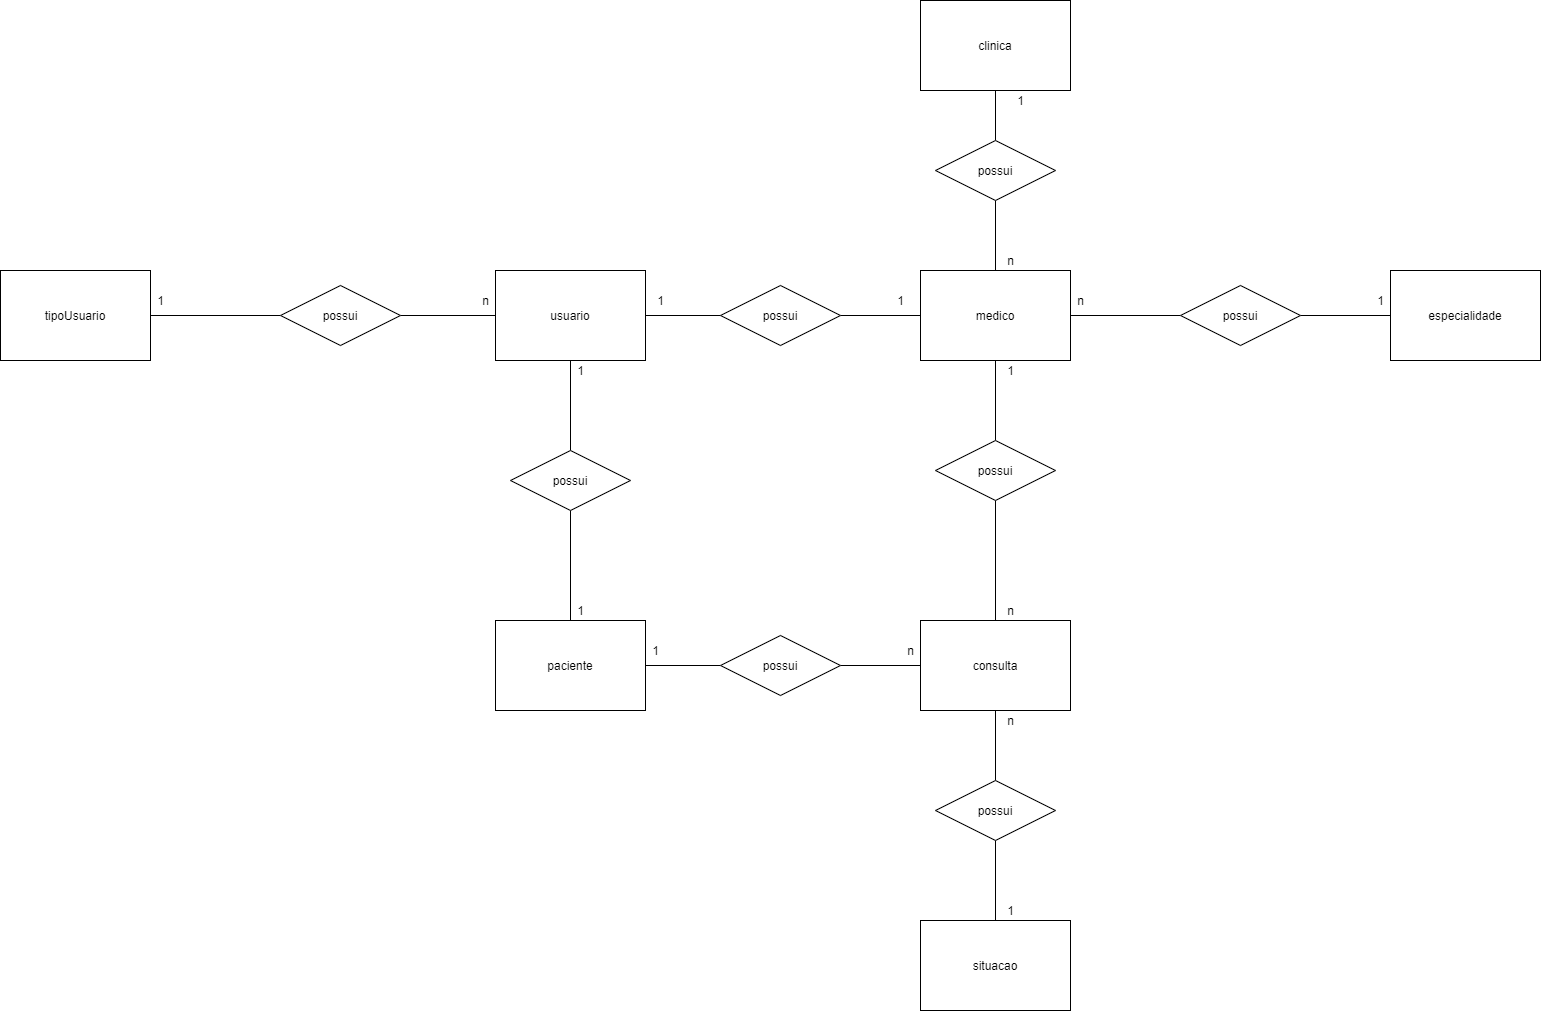 clinica
1
possui
n
tipoUsuario
1
possui
n
usuario
1
possui
1
medico
n
possui
1
especialidade
1
possui
1
1
possui
n
paciente
1
possui
n
consulta
n
possui
1
situacao